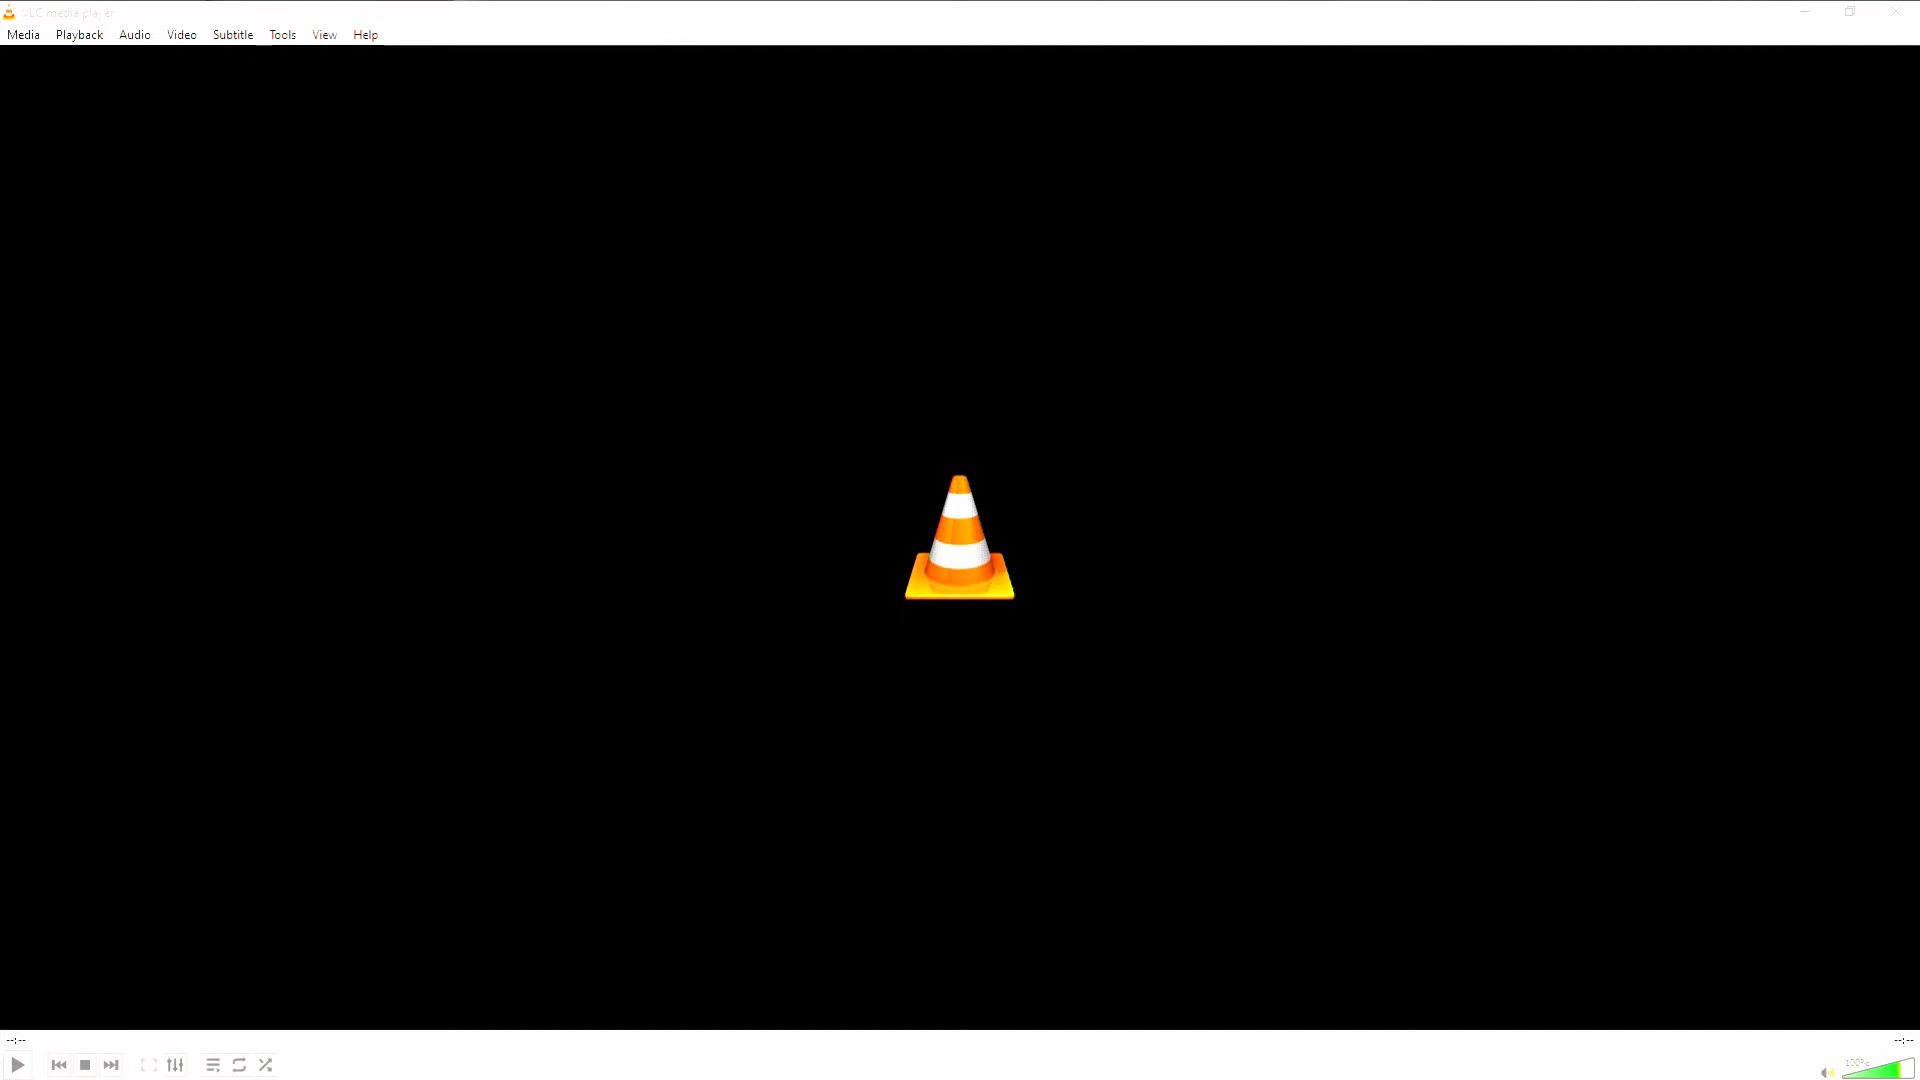 VLC media player
Media Playback Audio Video Subtitle Tools View Help
--:-- --:--
100%